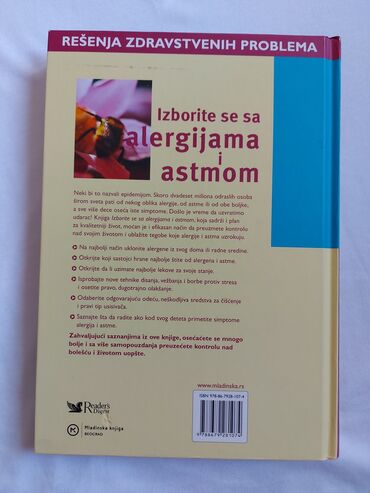 REŠENJA ZDRAVSTVENIH PROBLEMA
Izborite se sa
alergijama
i
astmom
Neki bi to nazvali epidemijom. Skoro dvadeset miliona odraslih osoba
širom sveta pati od nekog oblika alergije, od astme ili od obe boljke,
a sve više dece oseća iste simptome. Došlo je vreme da uzvratimo
udarac! Knjiga Izborite se sa alergijama i astmom, koja sadrži i plan
za kvalitetniji život, moćan je i efikasan način da preuzmete kontrolu
nad svojim životom i ublažite tegobe koje alergije i astma uzrokuju.
Na najbolji način uklonite alergene iz svog doma ili radne sredine.
Otkrijte koji sastojci hrane najbolje štite od alergena i astme.
Otkrijte da li uzimate najbolje lekove za svoje stanje.
Isprobajte nove tehnike disanja, vežbanja i borbe protiv stresa
i osetite pravo, dugotrajno olakšanje.
Odaberite odgovarajuću odeću, neškodljiva sredstva za čišćenje
i pravi tip usisivača.
Saznajte šta da radite ako kod svog deteta primetite simptome
alergija i astme.
Zahvaljujući saznanjima iz ove knjige, osećaćete se mnogo
bolje i sa više samopouzdanja preuzećete kontrolu nad
bolešću i životom uopšte.
www.mladinska.rs
ISBN 978-86-7928-107-4
9 788679 281074
Reader's
Digest
Mladinska knjiga
BEOGRAD